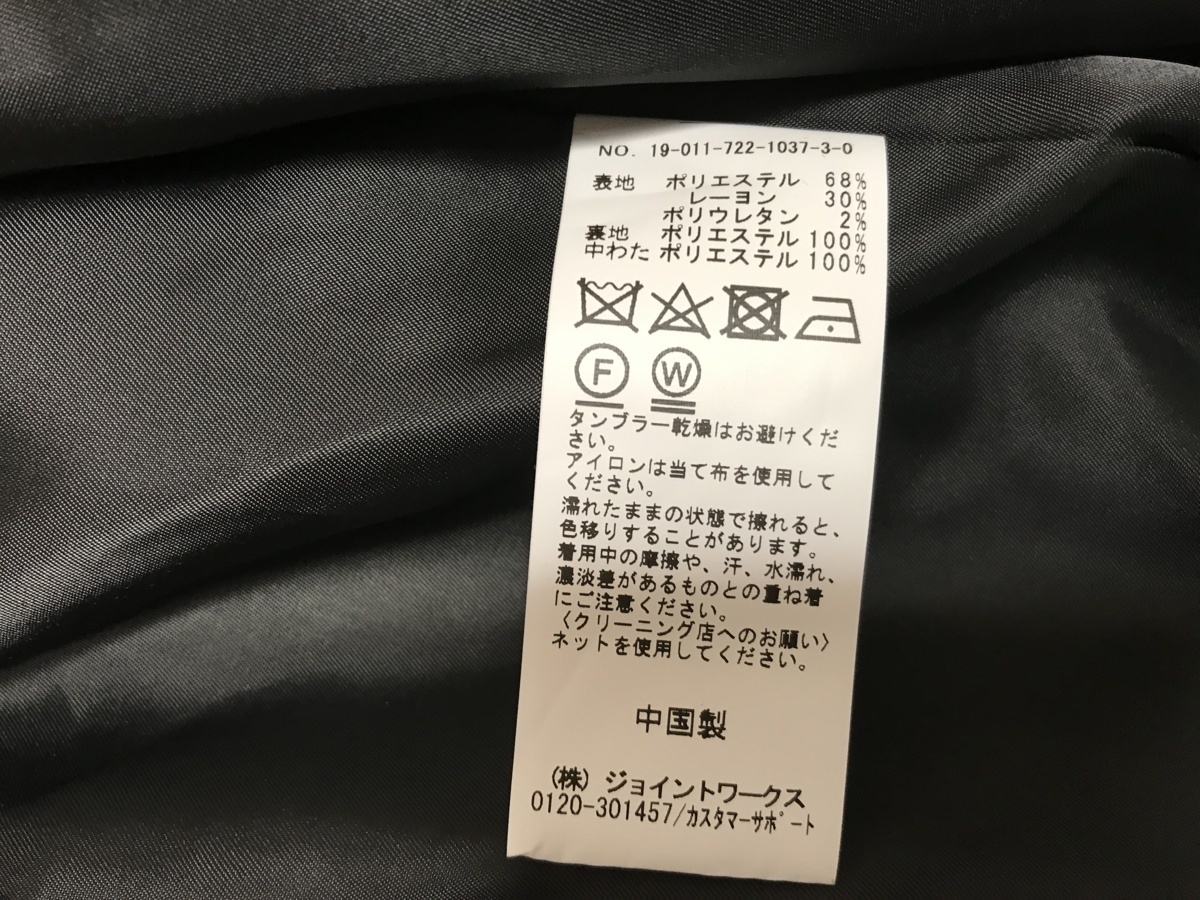 NO. 19-011-722-1037-3-0
表地 ポリエステル 68%
レーヨン 30%
ポリウレタン 2%
裏地 ポリエステル 100%
中わた ポリエステル 100%
F W
タンブラー乾燥はお避けくだ
さい。
アイロンは当て布を使用して
ください。
濡れたままの状態で擦れると、
色移りすることがあります。
着用中の摩擦や、汗、水濡れ、
濃淡差があるものとの重ね着
にご注意ください。
〈クリーニング店へのお願い〉
ネットを使用してください。
中国製
(株) ジョイントワークス
0120-301457/カスタマーサポート